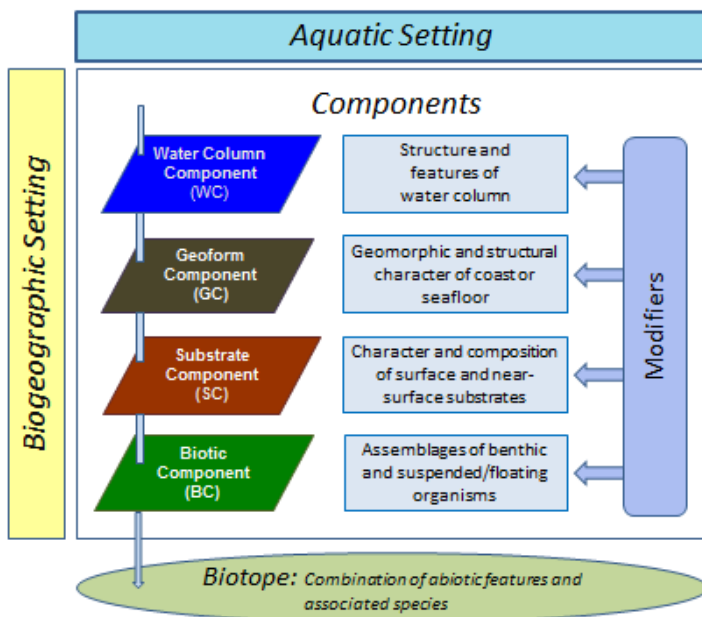 Aquatic Setting
Biogeographic Setting
Components
Water Column
Component
(WC)
Structure and
features of
water column
Geoform
Component
(GC)
Geomorphic and structural
character of coast or
seafloor
Substrate
Component
(SC)
Character and composition
of surface and near-
surface substrates
Biotic
Component
(BC)
Assemblages of benthic
and suspended/floating
organisms
Modifiers
Biotope: Combination of abiotic features and
associated species